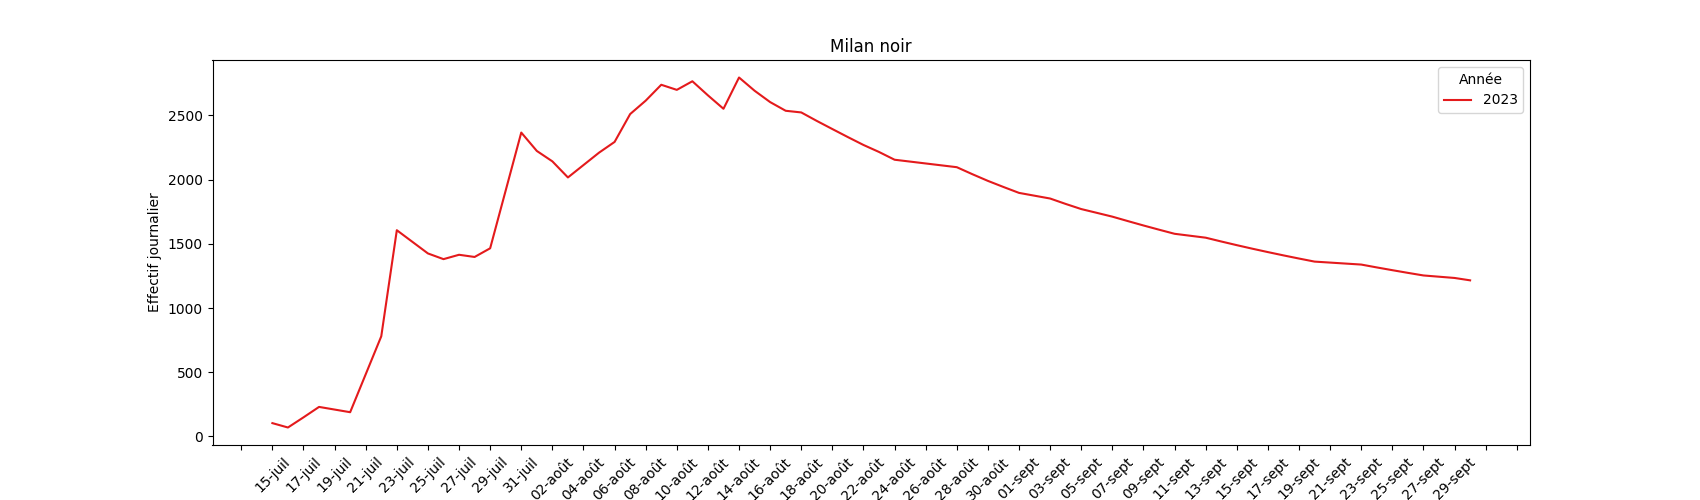 Milan noir
Année
2023
Effectif journalier
2500
2000
1500
1000
500
0
15-juil
17-juil
19-juil
21-juil
23-juil
25-juil
27-juil
29-juil
31-juil
02-août
04-août
06-août
08-août
10-août
12-août
14-août
16-août
18-août
20-août
22-août
24-août
26-août
28-août
30-août
01-sept
03-sept
05-sept
07-sept
09-sept
11-sept
13-sept
15-sept
17-sept
19-sept
21-sept
23-sept
25-sept
27-sept
29-sept